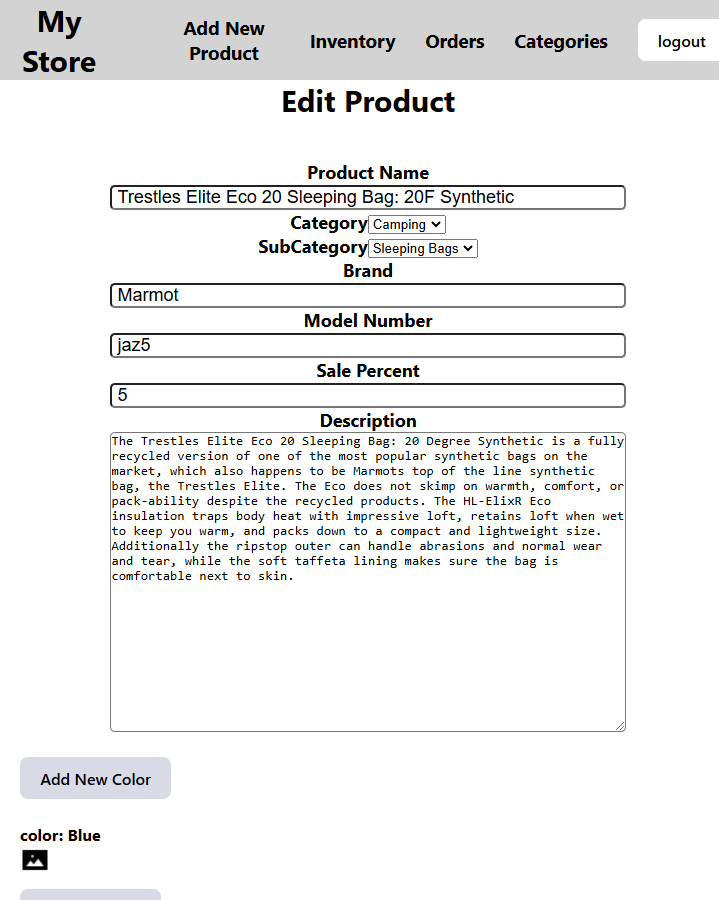 My Store
Add New Product
Inventory
Orders
Categories
logout
Edit Product
Product Name
Trestles Elite Eco 20 Sleeping Bag: 20F Synthetic
Category Camping
SubCategory Sleeping Bags
Brand
Marmot
Model Number
jaz5
Sale Percent
5
Description
The Trestles Elite Eco 20 Sleeping Bag: 20 Degree Synthetic is a fully
recycled version of one of the most popular synthetic bags on the
market, which also happens to be Marmots top of the line synthetic
bag, the Trestles Elite. The Eco does not skimp on warmth, comfort, or
pack-ability despite the recycled products. The HL-ElixR Eco
insulation traps body heat with impressive loft, retains loft when wet
to keep you warm, and packs down to a compact and lightweight size.
Additionally the ripstop outer can handle abrasions and normal wear
and tear, while the soft taffeta lining makes sure the bag is
comfortable next to skin.
Add New Color
color: Blue